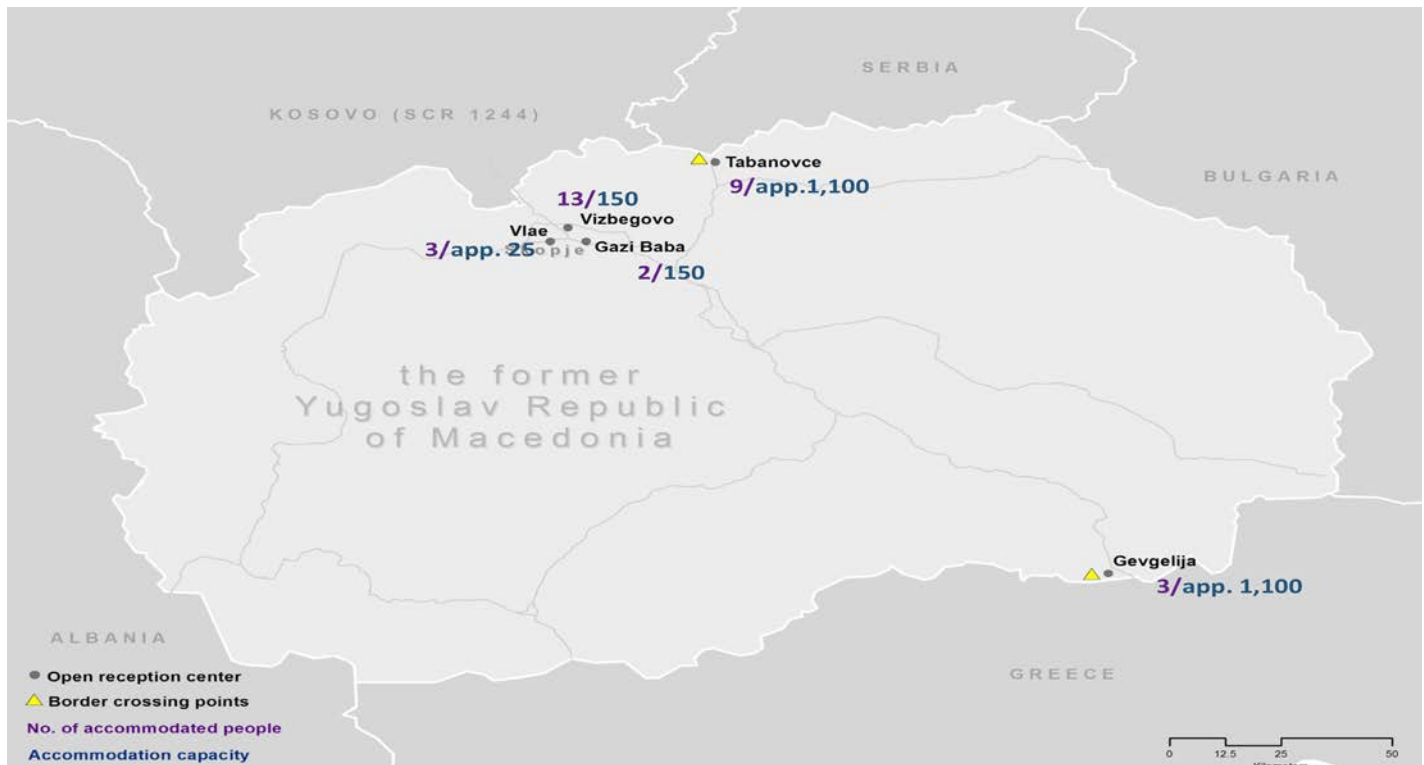 SERBIA
KOSOVO (SCR 1244)
Tabanovce
9/app.1,100
BULGARIA
13/150
Vizbegovo
Vlae
3/app. 25
Skopje
Gazi Baba
2/150
the former
Yugoslav Republic
of Macedonia
Gevgelija
3/app. 1,100
ALBANIA
GREECE
Open reception center
Border crossing points
No. of accommodated people
Accommodation capacity
0 12.5 25 50
Kilometers